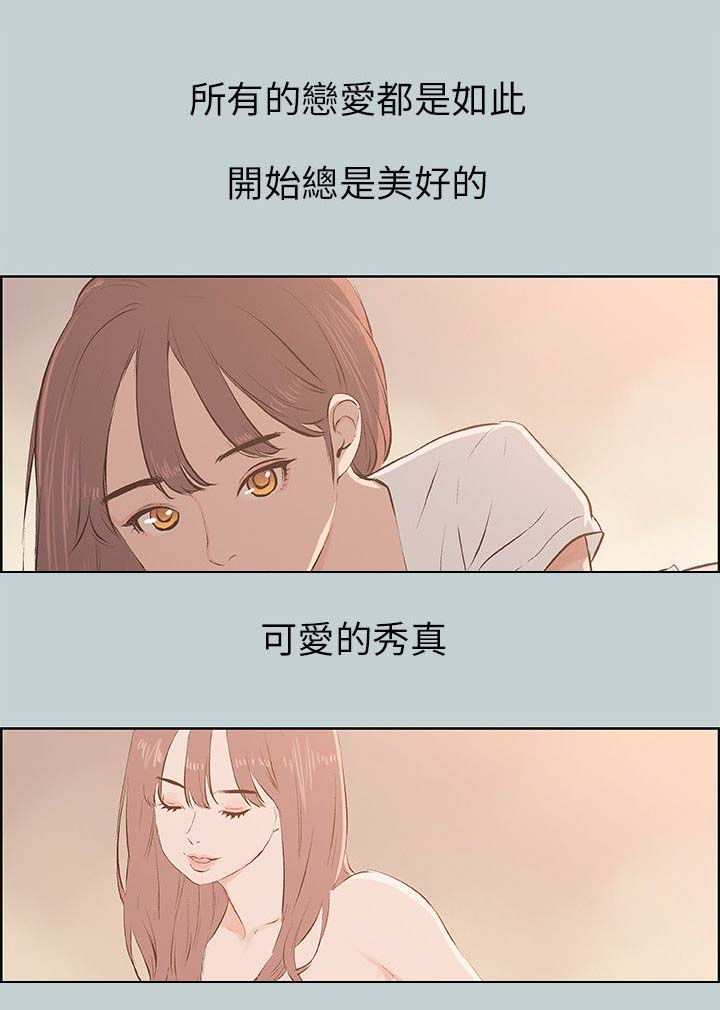 所有的戀愛都是如此
開始總是美好的
可愛的秀真